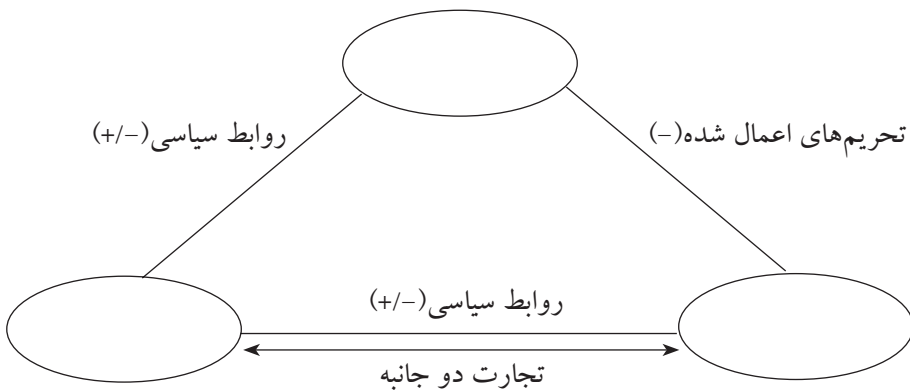 تحریم‌های اعمال شده(–)
روابط سیاسی(–/+)
روابط سیاسی(–/+)
تجارت دو جانبه